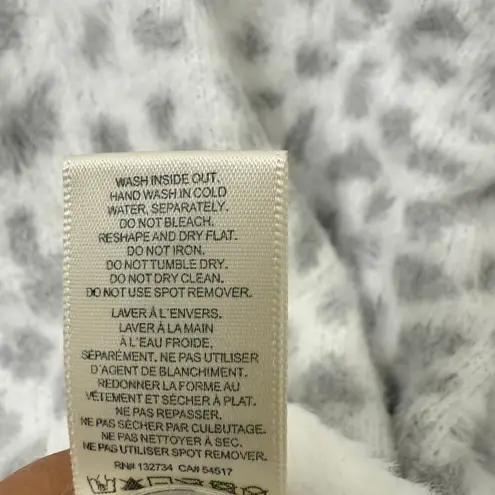 WASH INSIDE OUT.
HAND WASH IN COLD
WATER, SEPARATELY.
DO NOT BLEACH.
RESHAPE AND DRY FLAT.
DO NOT IRON.
DO NOT TUMBLE DRY.
DO NOT DRY CLEAN.
DO NOT USE SPOT REMOVER.
LAVER À L'ENVERS.
LAVER À LA MAIN
À L'EAU FROIDE,
SÉPARÉMENT. NE PAS UTILISER
D'AGENT DE BLANCHIMENT.
REDONNER LA FORME AU
VÊTEMENT ET SÉCHER À PLAT.
NE PAS REPASSER.
NE PAS SÉCHER PAR CULBUTAGE.
NE PAS NETTOYER À SEC.
NE PAS UTILISER SPOT REMOVER.
RN# 132734 CA# 54517